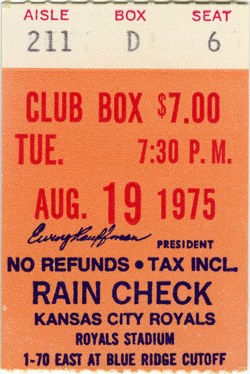 AISLE BOX SEAT
211 D 6
CLUB BOX $7.00
TUE. 7:30 P.M.
AUG. 19 1975
Ewing Kauffman
PRESIDENT
NO REFUNDS • TAX INCL.
RAIN CHECK
KANSAS CITY ROYALS
ROYALS STADIUM
1-70 EAST AT BLUE RIDGE CUTOFF